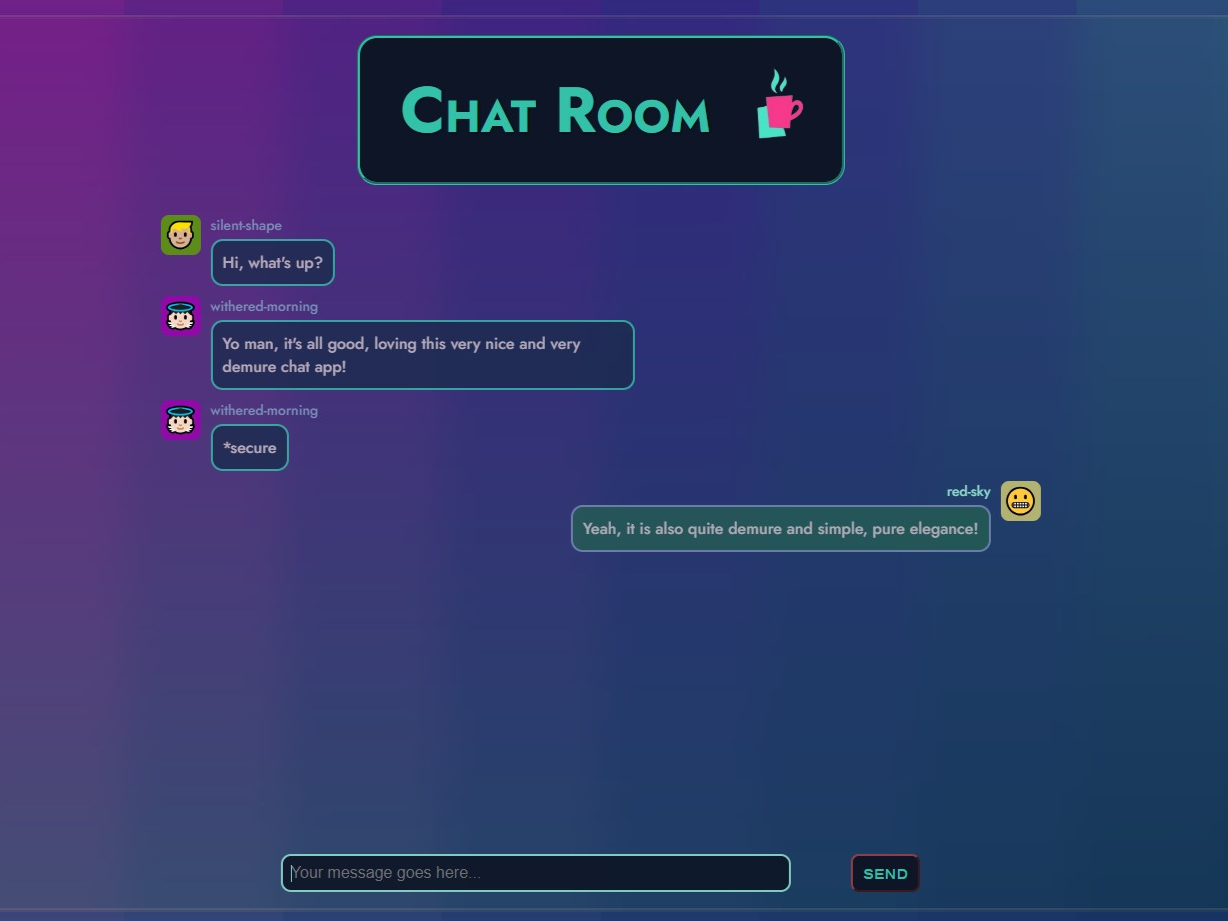 Chat Room
silent-shape
Hi, what's up?
withered-morning
Yo man, it's all good, loving this very nice and very
demure chat app!
withered-morning
*secure
red-sky
Yeah, it is also quite demure and simple, pure elegance!
Your message goes here...
SEND